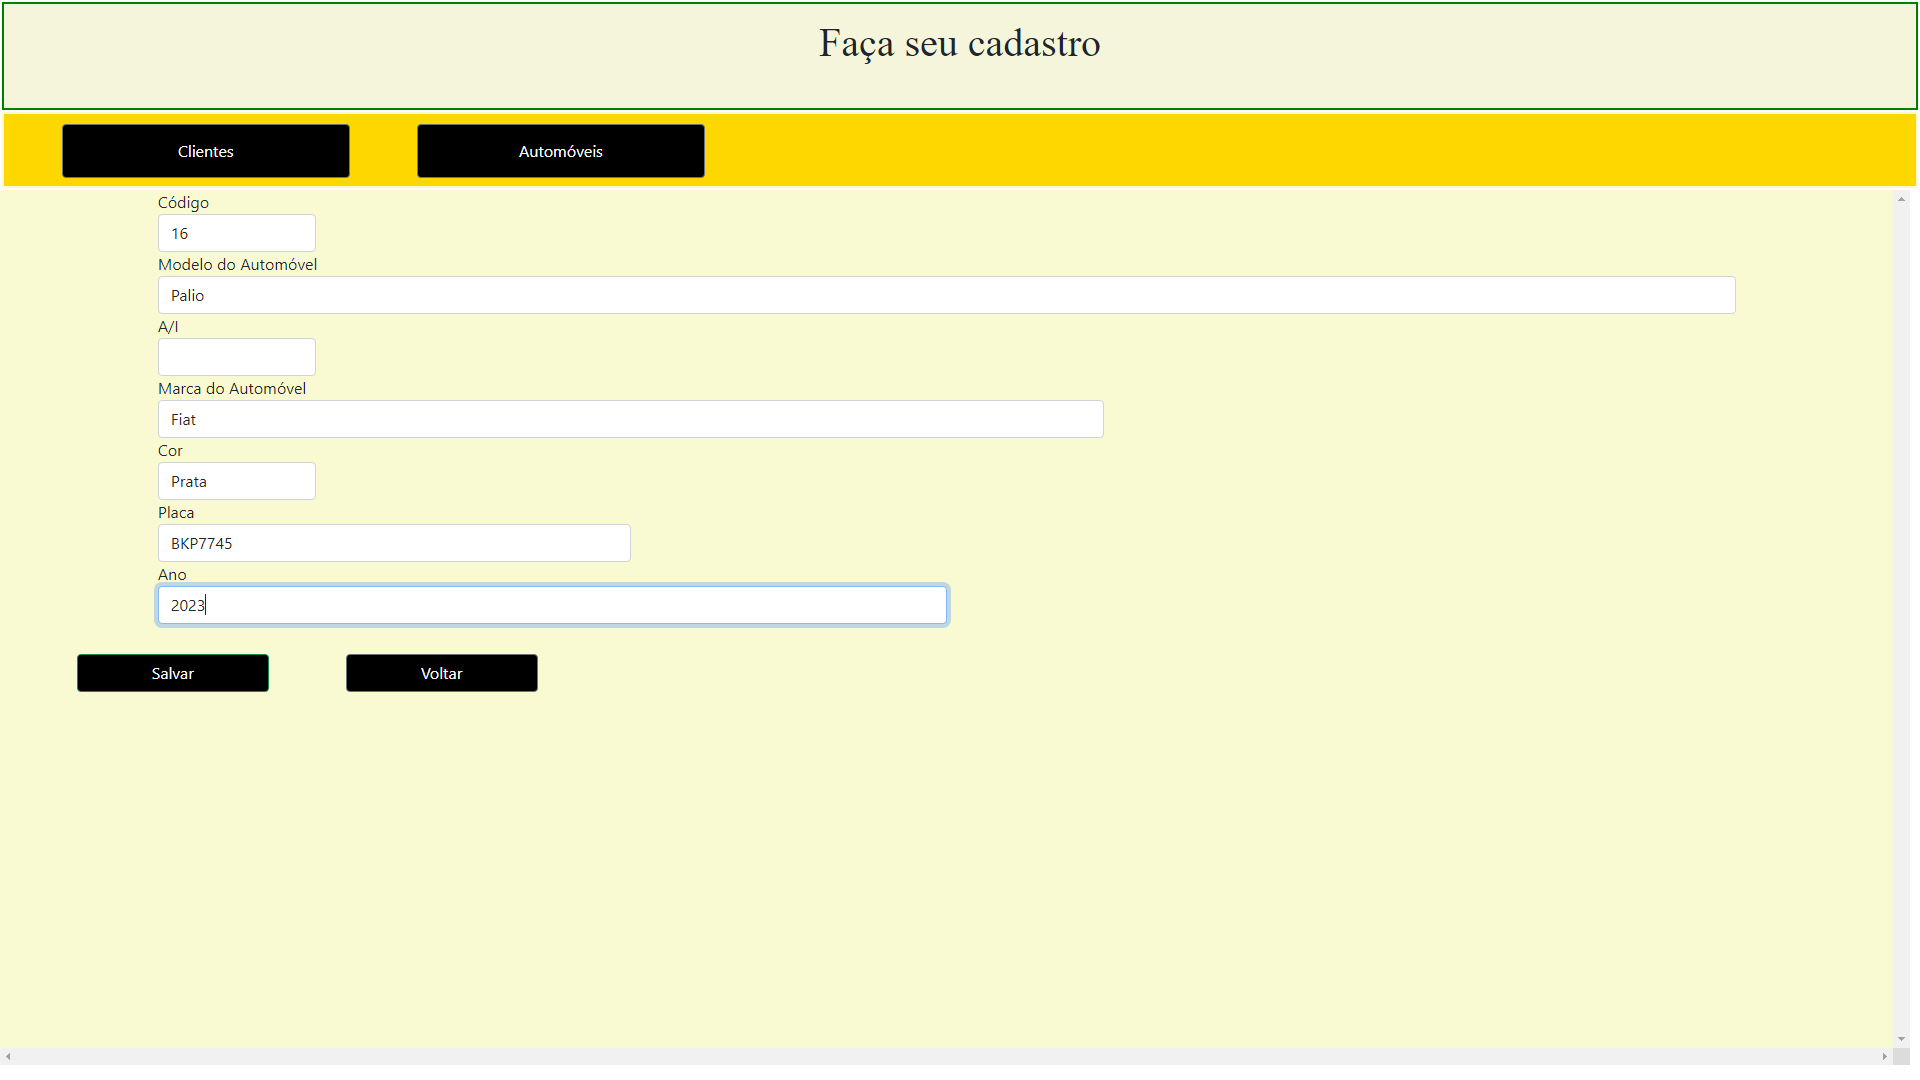 Faça seu cadastro
Clientes
Automóveis
Código
16
Modelo do Automóvel
Palio
A/I
Marca do Automóvel
Fiat
Cor
Prata
Placa
BKP7745
Ano
2023
Salvar
Voltar